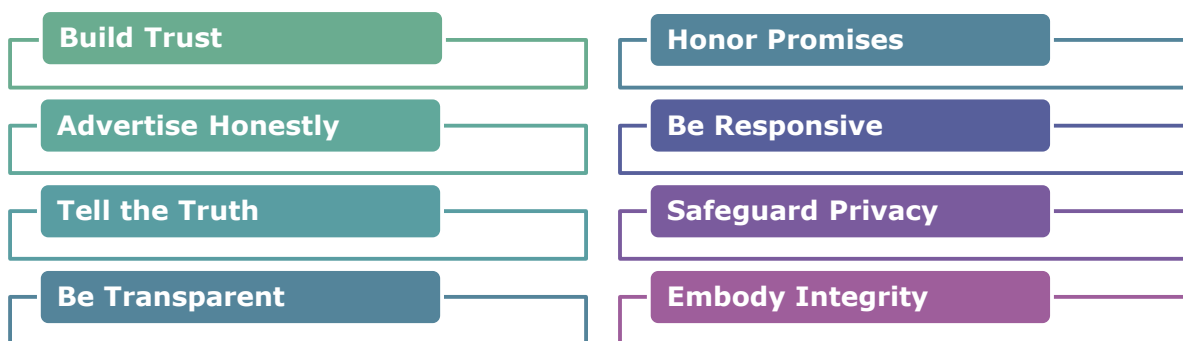 Build Trust
Advertise Honestly
Tell the Truth
Be Transparent
Honor Promises
Be Responsive
Safeguard Privacy
Embody Integrity